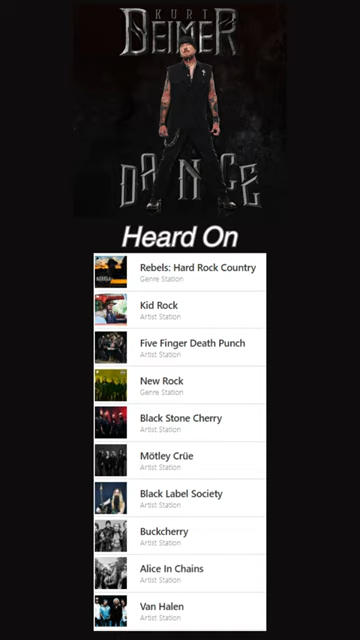 KURT
DEIMER
DANCE
Heard On
Rebels: Hard Rock Country
Genre Station
Kid Rock
Artist Station
Five Finger Death Punch
Artist Station
New Rock
Genre Station
Black Stone Cherry
Artist Station
Mötley Crüe
Artist Station
Black Label Society
Artist Station
Buckcherry
Artist Station
Alice In Chains
Artist Station
Van Halen
Artist Station